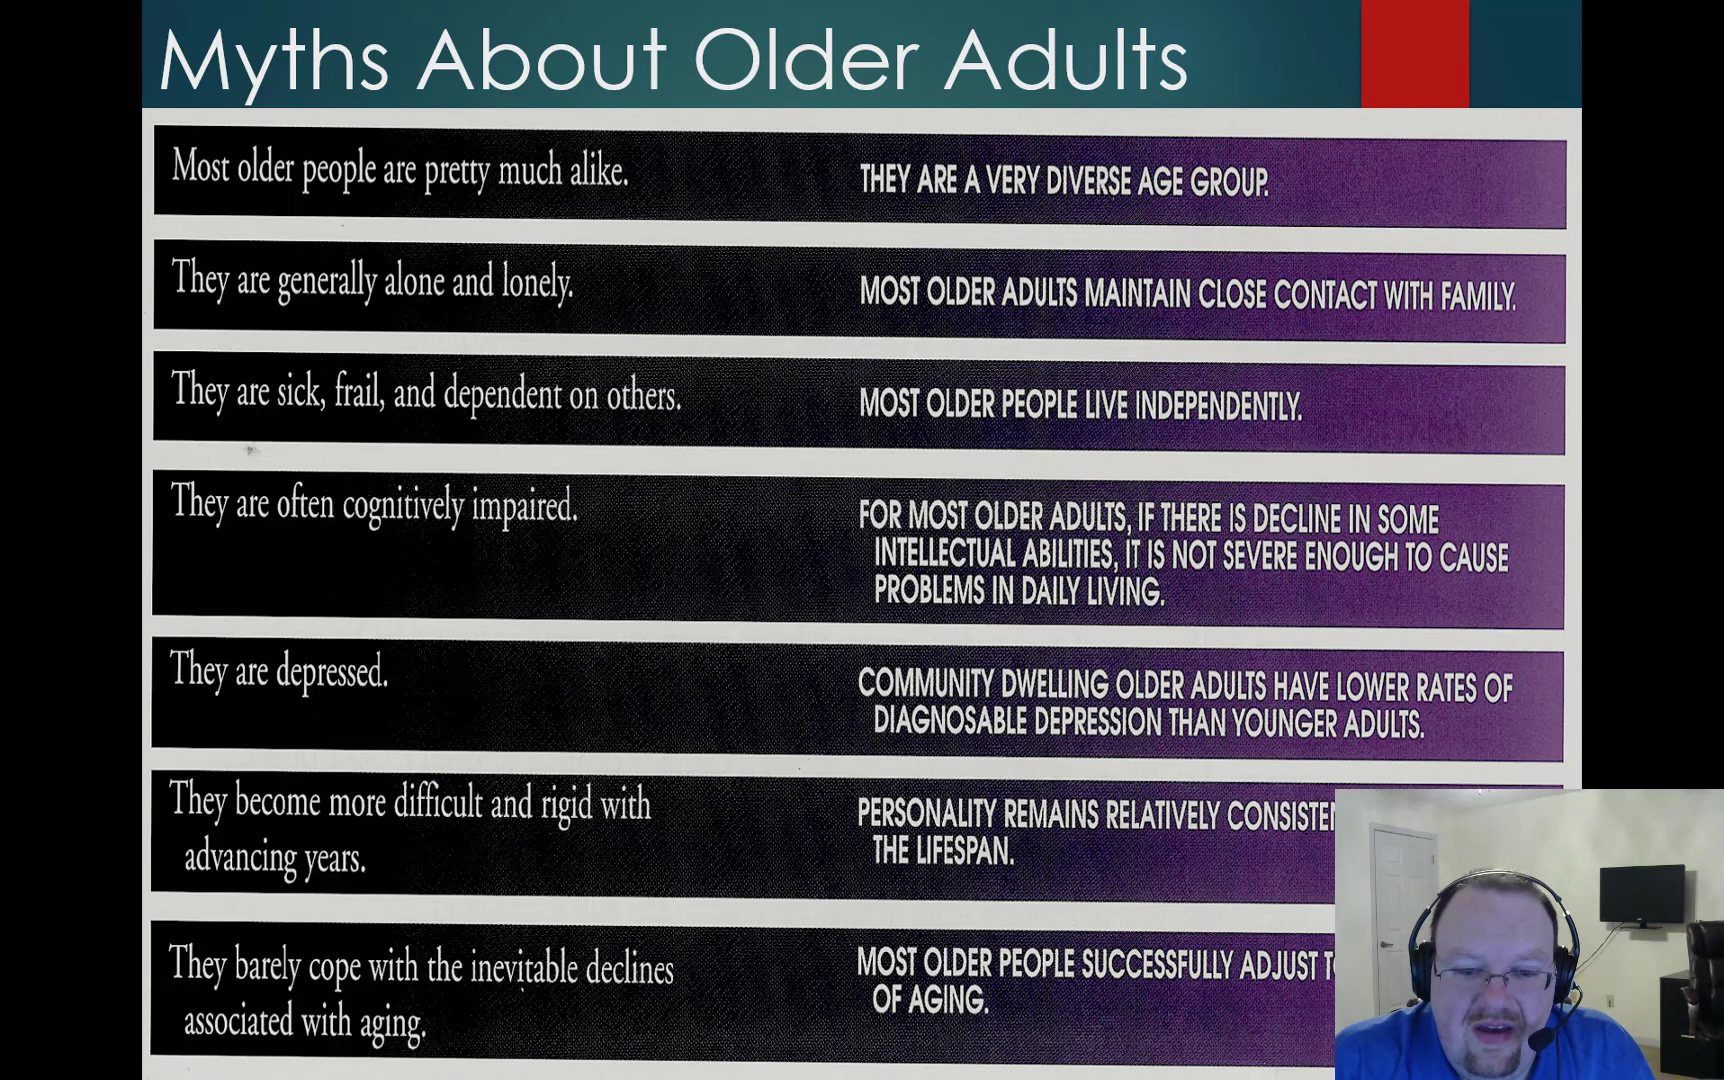 Myths About Older Adults
Most older people are pretty much alike.
THEY ARE A VERY DIVERSE AGE GROUP.
They are generally alone and lonely.
MOST OLDER ADULTS MAINTAIN CLOSE CONTACT WITH FAMILY.
They are sick, frail, and dependent on others.
MOST OLDER PEOPLE LIVE INDEPENDENTLY.
They are often cognitively impaired.
FOR MOST OLDER ADULTS, IF THERE IS DECLINE IN SOME
INTELLECTUAL ABILITIES, IT IS NOT SEVERE ENOUGH TO CAUSE
PROBLEMS IN DAILY LIVING.
They are depressed.
COMMUNITY DWELLING OLDER ADULTS HAVE LOWER RATES OF
DIAGNOSABLE DEPRESSION THAN YOUNGER ADULTS.
They become more difficult and rigid with
advancing years.
PERSONALITY REMAINS RELATIVELY
THE LIFESPAN.
They barely cope with the inevitable declines
associated with aging.
MOST OLDER PEOPLE SUCCESSFULLY ADJUST
OF AGING.